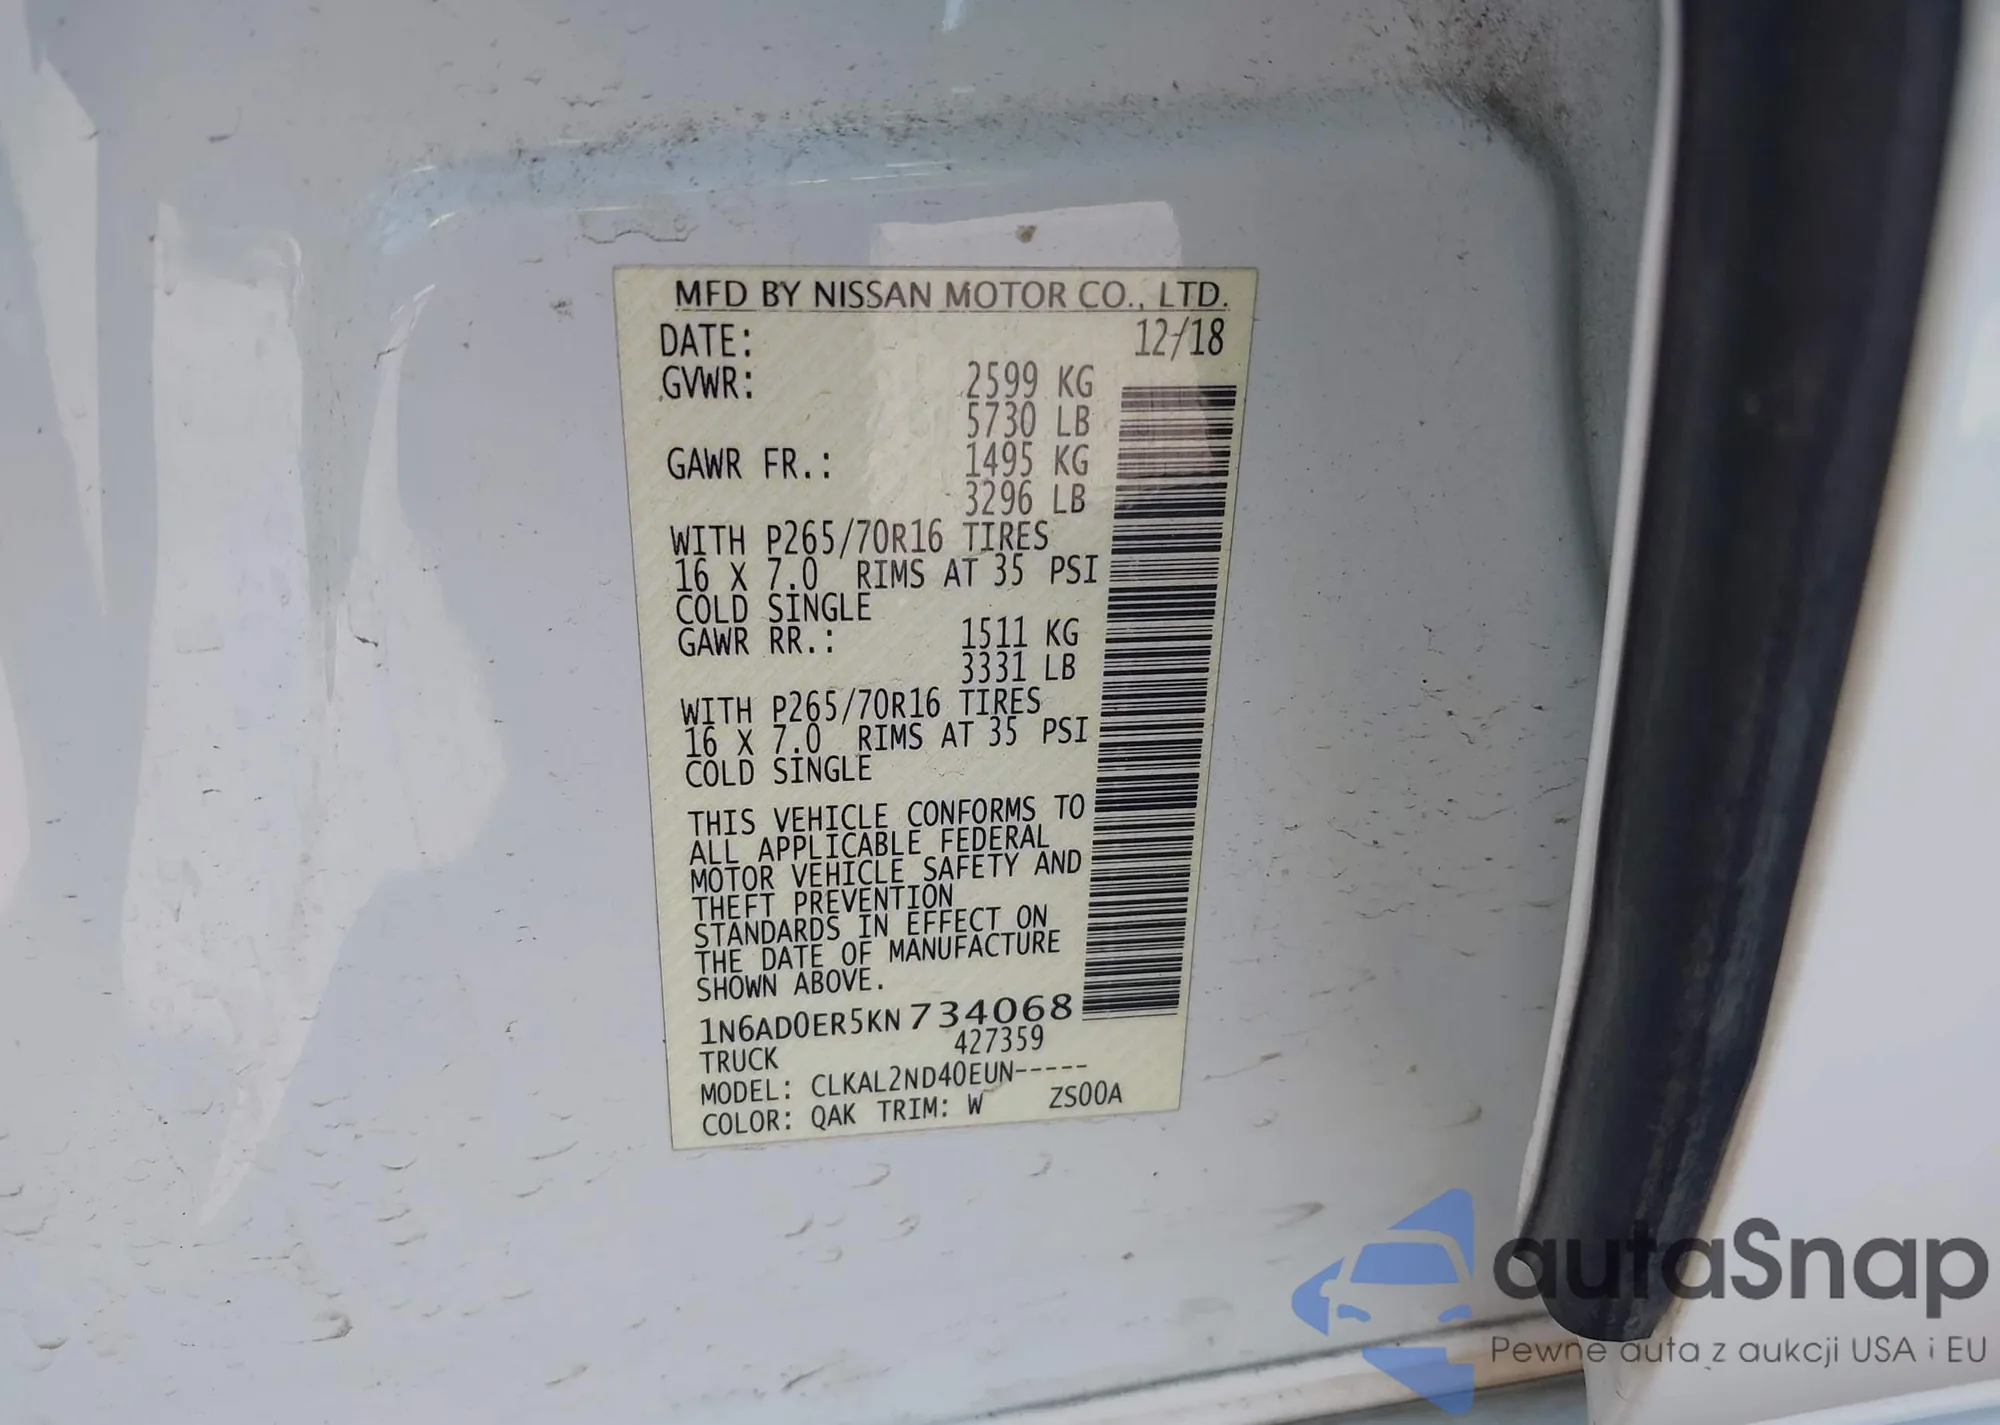 MFD BY NISSAN MOTOR CO., LTD.
DATE: 12/18
GVWR: 2599 KG
5730 LB
GAWR FR.: 1495 KG
3296 LB
WITH P265/70R16 TIRES
16 X 7.0 RIMS AT 35 PSI
COLD SINGLE
GAWR RR.: 1511 KG
3331 LB
WITH P265/70R16 TIRES
16 X 7.0 RIMS AT 35 PSI
COLD SINGLE
THIS VEHICLE CONFORMS TO
ALL APPLICABLE FEDERAL
MOTOR VEHICLE SAFETY AND
THEFT PREVENTION
STANDARDS IN EFFECT ON
THE DATE OF MANUFACTURE
SHOWN ABOVE.
1N6AD0ER5KN734068
TRUCK 427359
MODEL: CLKAL2ND40EUN-----
COLOR: QAK TRIM: W ZS00A
autaSnap
Pewne auta z aukcji USA i EU